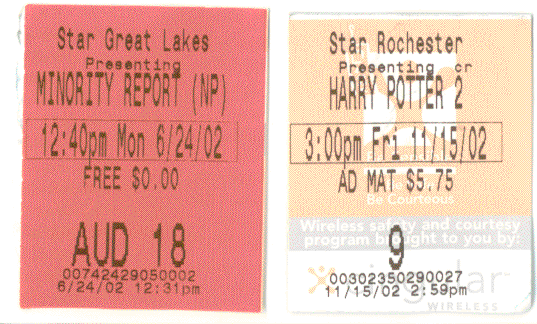 Star Great Lakes
Presenting
MINORITY REPORT (NP)
12:40pm Mon 6/24/02
FREE $0.00
AUD 18
00742429050002
6/24/02 12:31pm
Star Rochester
Presenting cr
HARRY POTTER 2
3:00pm Fri 11/15/02
AD MAT $5.75
Be Courteous
Wireless safety and courtesy
program brought to you by:
9
00302350290027
11/15/02 2:59pm
WIRELESS